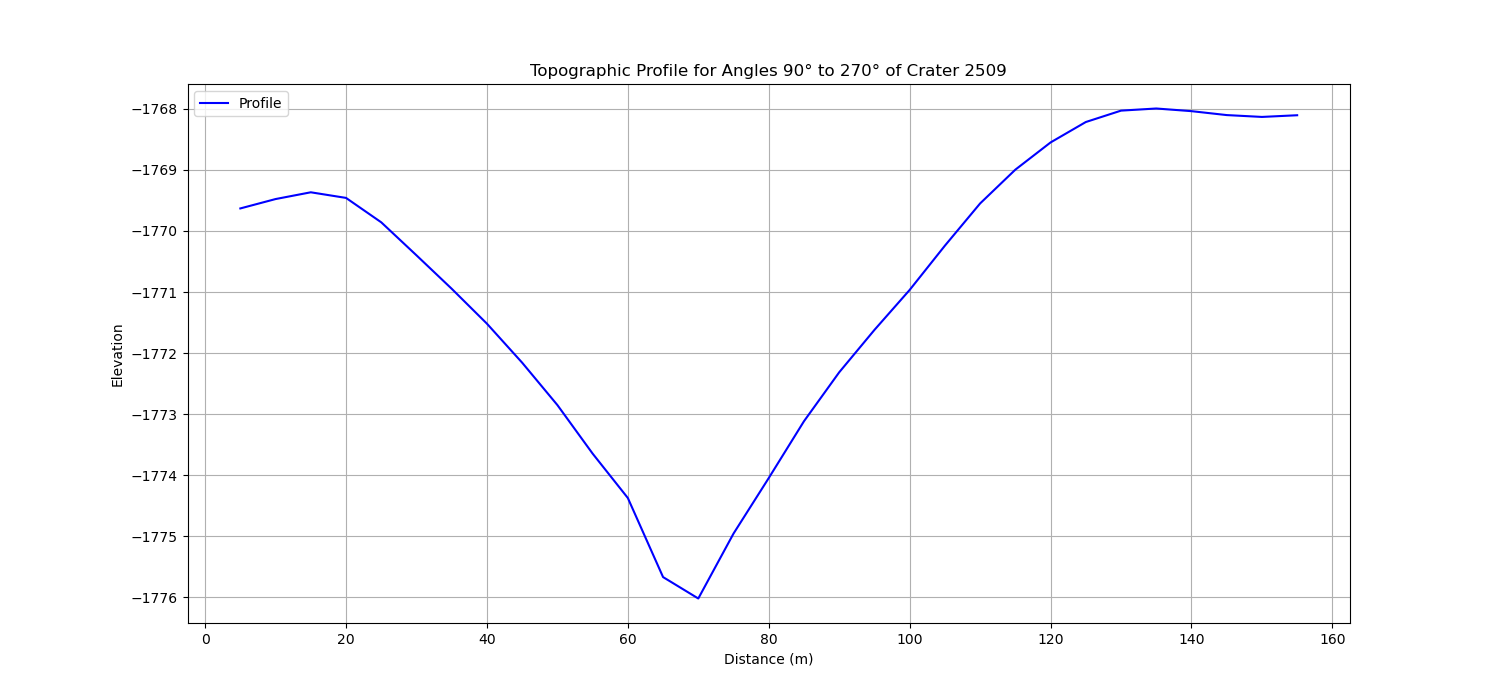 Topographic Profile for Angles 90° to 270° of Crater 2509
Profile
−1768
−1769
−1770
−1771
−1772
−1773
−1774
−1775
−1776
Elevation
0 20 40 60 80 100 120 140 160
Distance (m)